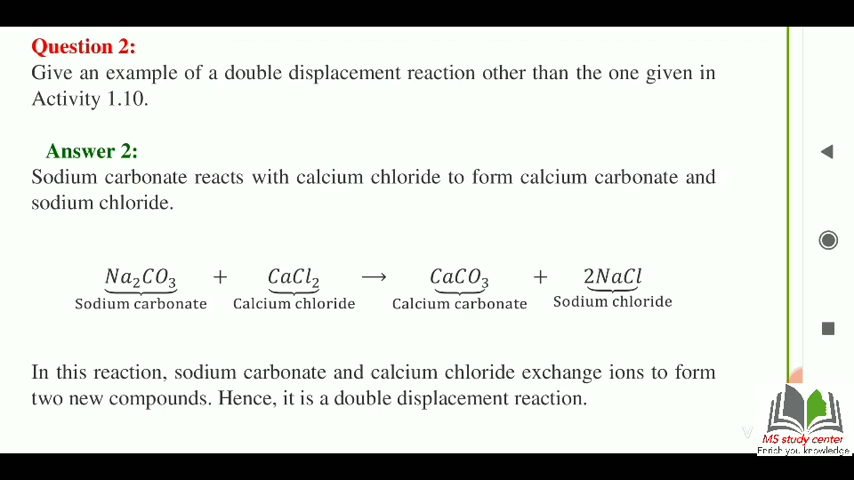 Question 2:
Give an example of a double displacement reaction other than the one given in
Activity 1.10.
Answer 2:
Sodium carbonate reacts with calcium chloride to form calcium carbonate and
sodium chloride.
Na₂CO₃ + CaCl₂ ⟶ CaCO₃ + 2NaCl
Sodium carbonate Calcium chloride Calcium carbonate Sodium chloride
In this reaction, sodium carbonate and calcium chloride exchange ions to form
two new compounds. Hence, it is a double displacement reaction.
MS study center
Enrich you knowledge